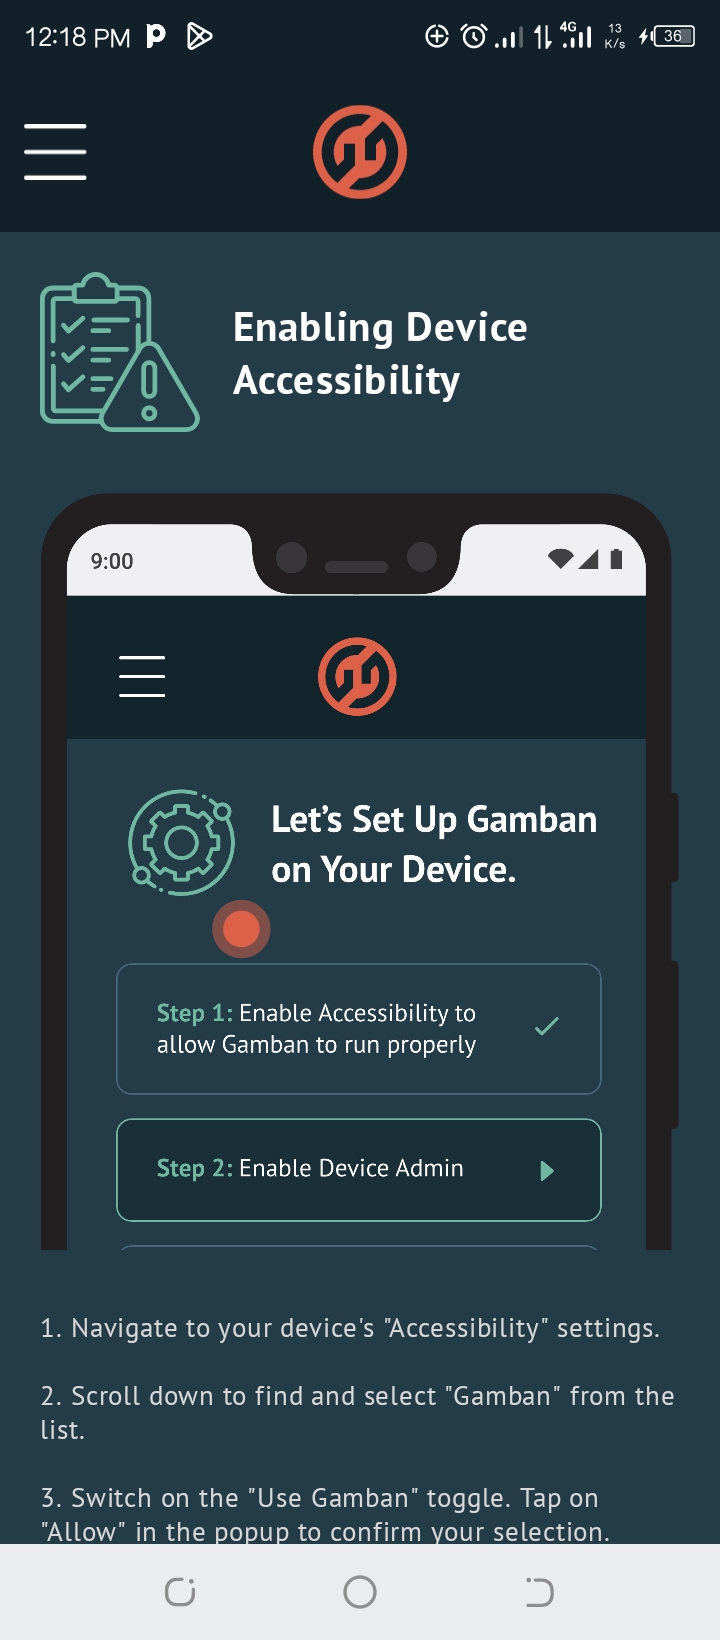 12:18 PM
4G
13
K/s
36
Enabling Device
Accessibility
9:00
Let's Set Up Gamban
on Your Device.
Step 1: Enable Accessibility to
allow Gamban to run properly
Step 2: Enable Device Admin
1. Navigate to your device's "Accessibility" settings.
2. Scroll down to find and select "Gamban" from the
list.
3. Switch on the "Use Gamban" toggle. Tap on
"Allow" in the popup to confirm your selection.